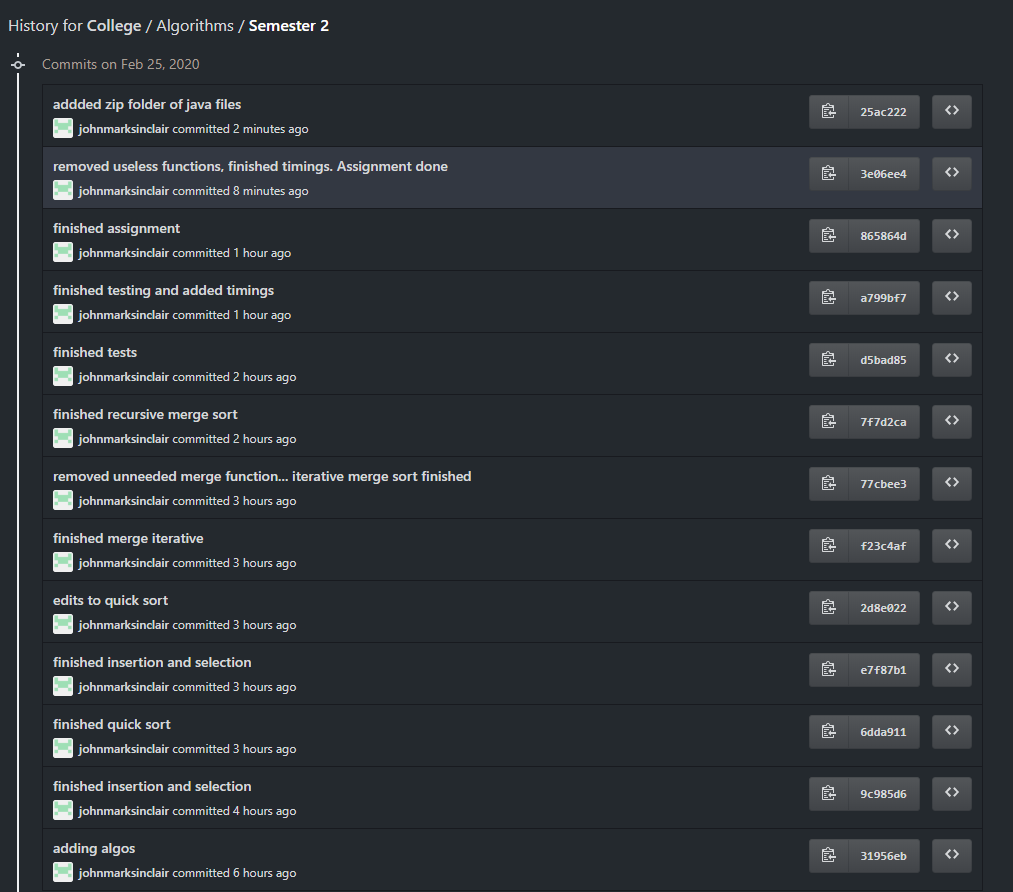 History for College / Algorithms / Semester 2
Commits on Feb 25, 2020
addded zip folder of java files
25ac222
johnmarksinclair committed 2 minutes ago
removed useless functions, finished timings. Assignment done
3e06ee4
johnmarksinclair committed 8 minutes ago
finished assignment
865864d
johnmarksinclair committed 1 hour ago
finished testing and added timings
a799bf7
johnmarksinclair committed 1 hour ago
finished tests
d5bad85
johnmarksinclair committed 2 hours ago
finished recursive merge sort
7f7d2ca
johnmarksinclair committed 2 hours ago
removed unneeded merge function... iterative merge sort finished
77cbee3
johnmarksinclair committed 3 hours ago
finished merge iterative
f23c4af
johnmarksinclair committed 3 hours ago
edits to quick sort
2d8e022
johnmarksinclair committed 3 hours ago
finished insertion and selection
e7f87b1
johnmarksinclair committed 3 hours ago
finished quick sort
6dda911
johnmarksinclair committed 3 hours ago
finished insertion and selection
9c985d6
johnmarksinclair committed 4 hours ago
adding algos
31956eb
johnmarksinclair committed 6 hours ago